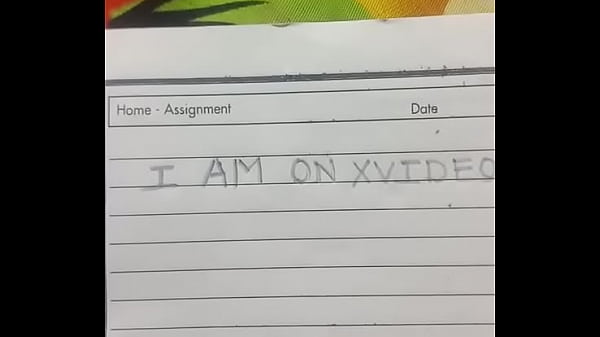 Home - Assignment Date
I AM ON XVIDEO